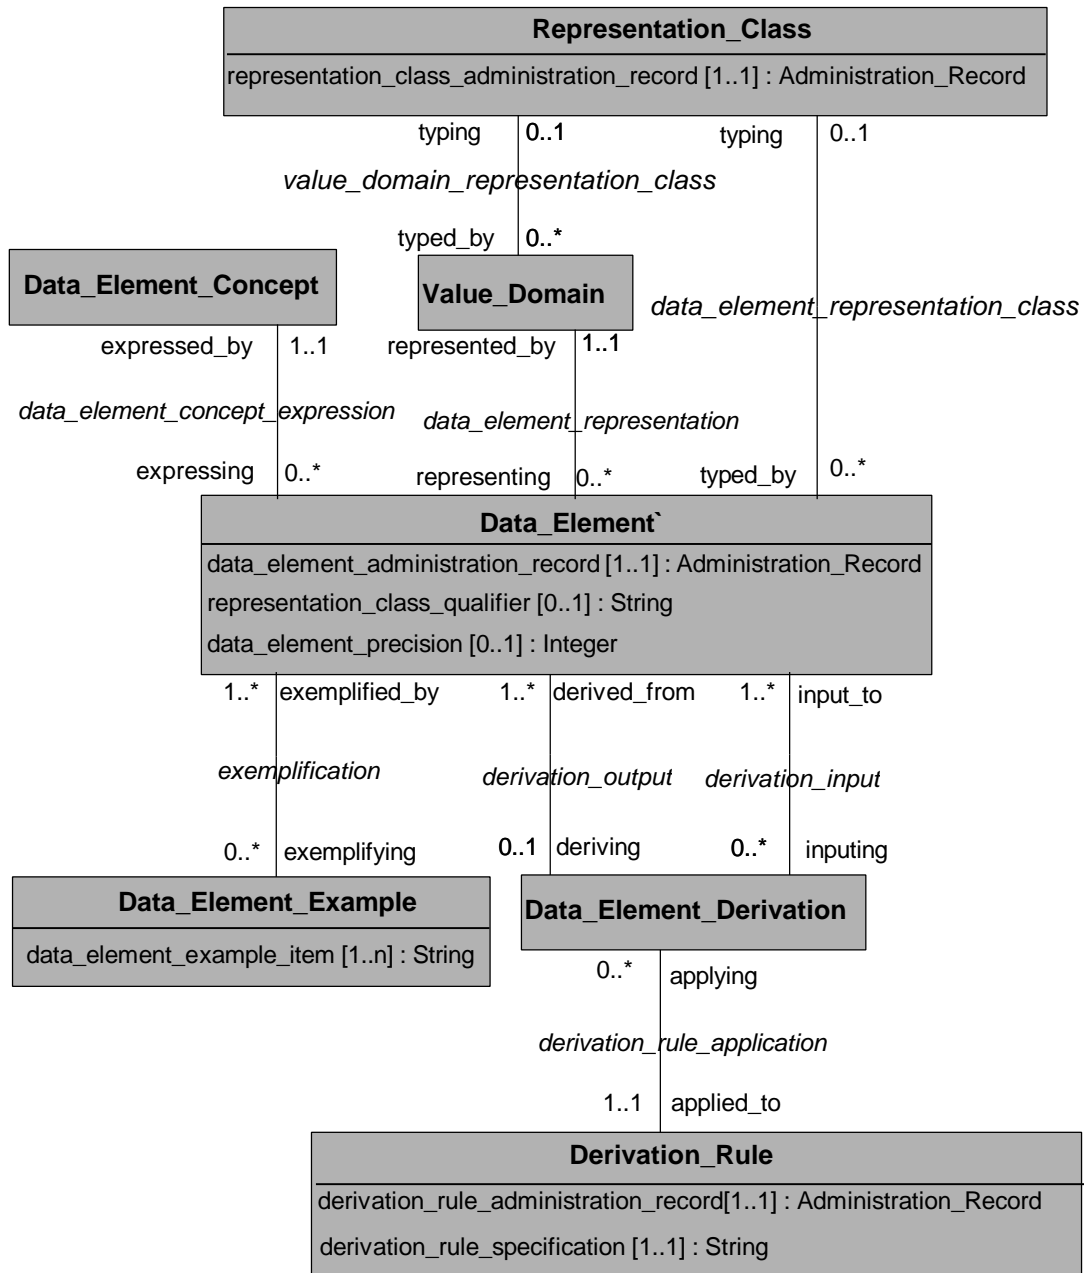 Representation_Class
representation_class_administration_record [1..1] : Administration_Record
typing 0..1 typing 0..1
value_domain_representation_class
typed_by 0..*
Data_Element_Concept Value_Domain
data_element_representation_class
expressed_by 1..1 represented_by 1..1
data_element_concept_expression data_element_representation
expressing 0..* representing 0..* typed_by 0..*
Data_Element`
data_element_administration_record [1..1] : Administration_Record
representation_class_qualifier [0..1] : String
data_element_precision [0..1] : Integer
1..* exemplified_by 1..* derived_from 1..* input_to
exemplification derivation_output derivation_input
0..* exemplifying 0..1 deriving 0..* inputing
Data_Element_Example Data_Element_Derivation
data_element_example_item [1..n] : String
0..* applying
derivation_rule_application
1..1 applied_to
Derivation_Rule
derivation_rule_administration_record[1..1] : Administration_Record
derivation_rule_specification [1..1] : String